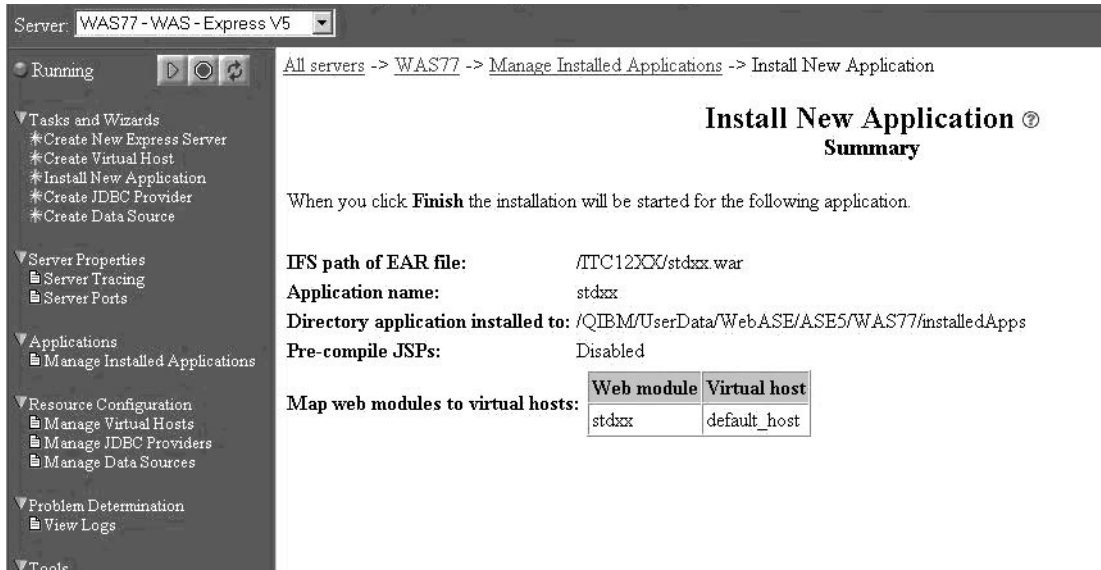 Server: WAS77 - WAS - Express V5
Running
All servers -> WAS77 -> Manage Installed Applications -> Install New Application
Tasks and Wizards
Create New Express Server
Create Virtual Host
Install New Application
Create JDBC Provider
Create Data Source
Server Properties
Server Tracing
Server Ports
Applications
Manage Installed Applications
Resource Configuration
Manage Virtual Hosts
Manage JDBC Providers
Manage Data Sources
Problem Determination
View Logs
Tools
Install New Application ?
Summary
When you click Finish the installation will be started for the following application.
IFS path of EAR file: /ITC12XX/stdxx.war
Application name: stdxx
Directory application installed to: /QIBM/UserData/WebASE/ASE5/WAS77/installedApps
Pre-compile JSPs: Disabled
Map web modules to virtual hosts:
Web module Virtual host
stdxx default_host